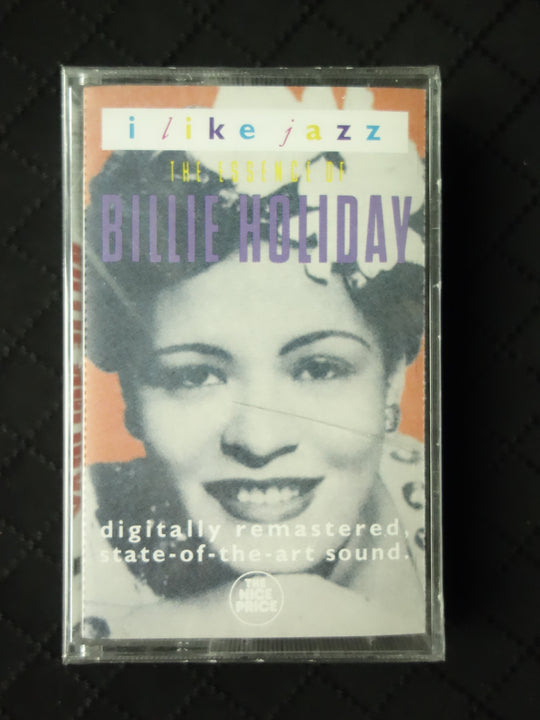 i like jazz
THE ESSENCE OF
BILLIE HOLIDAY
digitally remastered,
state-of-the-art sound.
THE
NICE
PRICE